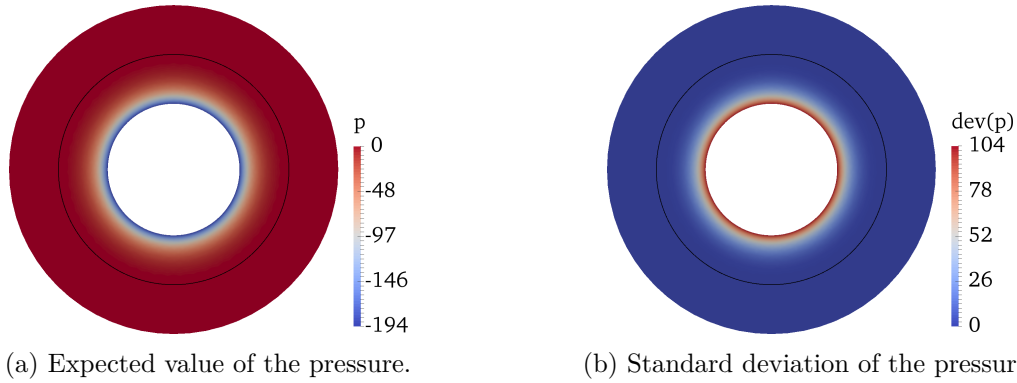 p
0
-48
-97
-146
-194
(a) Expected value of the pressure.
dev(p)
104
78
52
26
0
(b) Standard deviation of the pressur